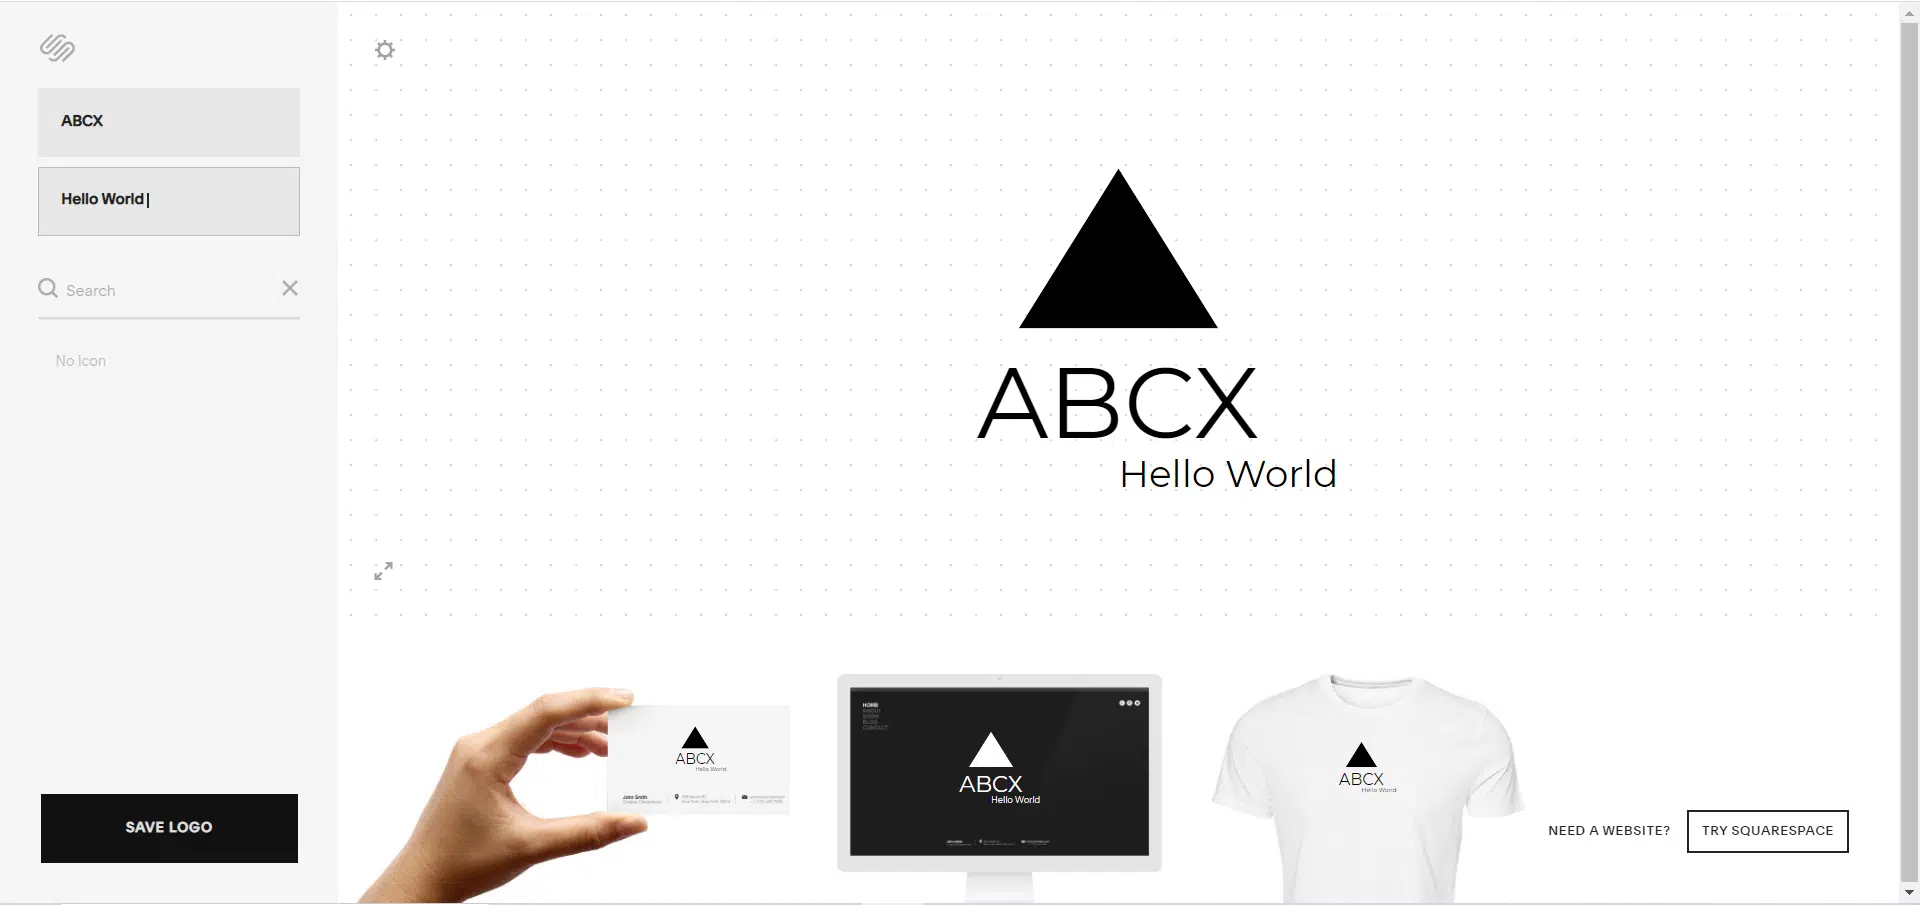 ABCX
Hello World
Search
No Icon
SAVE LOGO
ABCX
Hello World
ABCX
Hello World
John Smith
HOME
ABOUT
WORK
BLOG
CONTACT
ABCX
Hello World
ABCX
Hello World
NEED A WEBSITE?
TRY SQUARESPACE